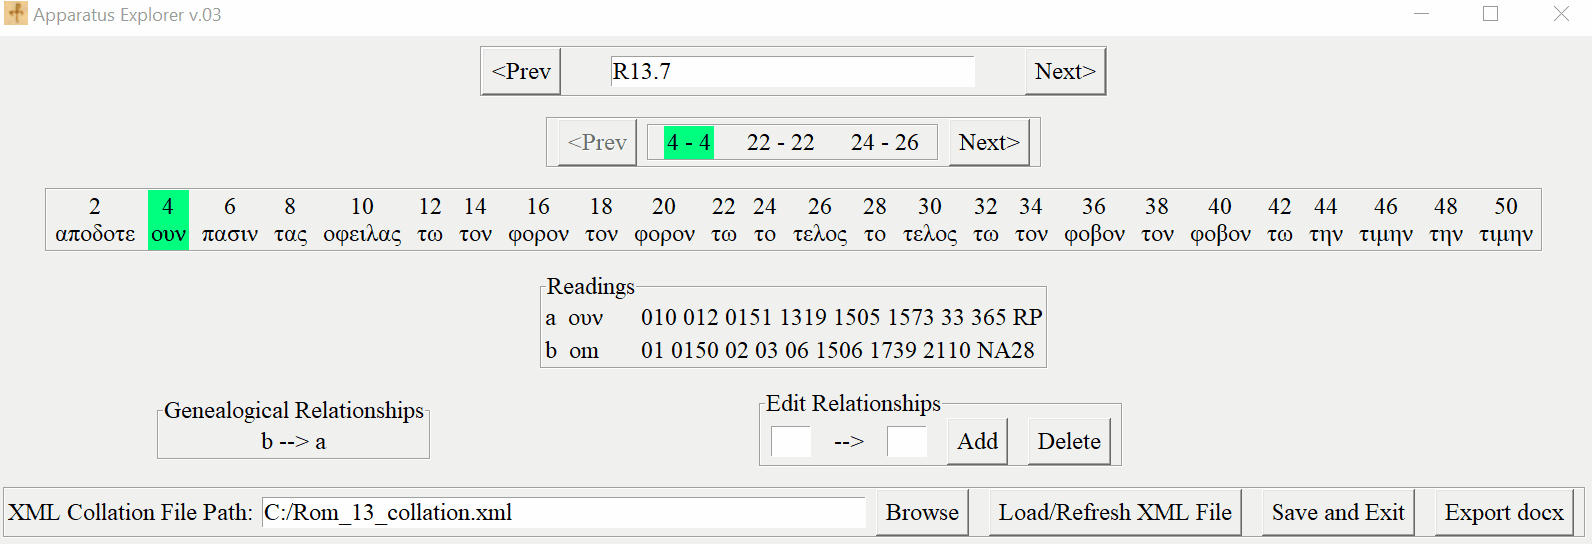 Apparatus Explorer v.03
<Prev R13.7 Next>
<Prev 4 - 4 22 - 22 24 - 26 Next>
2 4 6 8 10 12 14 16 18 20 22 24 26 28 30 32 34 36 38 40 42 44 46 48 50
αποδοτε ουν πασιν τας οφειλας τω τον φορον τον φορον τω το τελος το τελος τω τον φοβον τον φοβον τω την τιμην την τιμην
Readings
a ουν 010 012 0151 1319 1505 1573 33 365 RP
b om 01 0150 02 03 06 1506 1739 2110 NA28
Genealogical Relationships
b --> a
Edit Relationships
--> Add Delete
XML Collation File Path: C:/Rom_13_collation.xml Browse Load/Refresh XML File Save and Exit Export docx